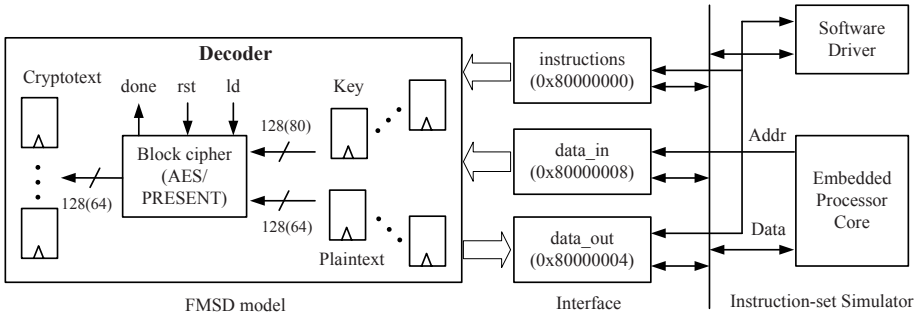 Decoder
Cryptotext
done
rst
ld
Key
128(80)
Block cipher
(AES/
PRESENT)
128(64)
128(64)
Plaintext
FMSD model
instructions
(0x80000000)
data_in
(0x80000008)
data_out
(0x80000004)
Interface
Software
Driver
Addr
Embedded
Processor
Core
Data
Instruction-set Simulator